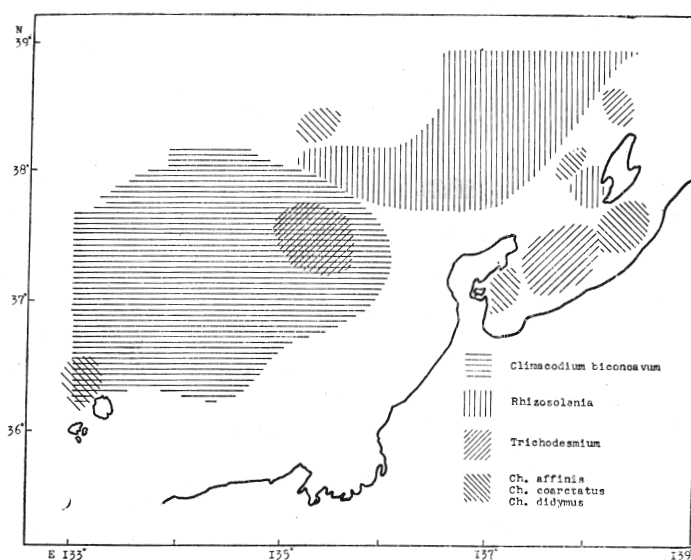 N
39°
38°
37°
36°
Climacodium biconcavum
Rhizosolenia
Trichodesmium
Ch. affinis
Ch. coarctatus
Ch. didymus
E 133° 135° 137° 139